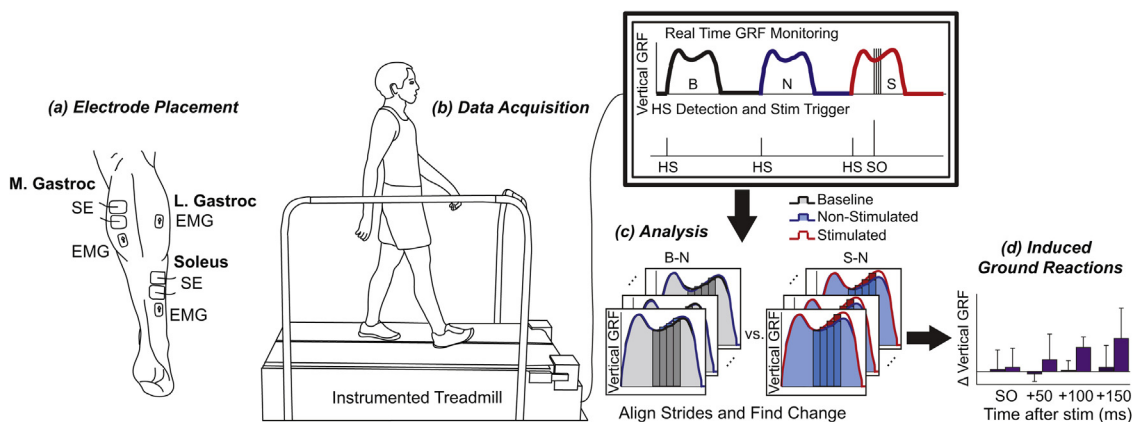 (a) Electrode Placement
M. Gastroc
SE
EMG
L. Gastroc
EMG
Soleus
SE
EMG
(b) Data Acquisition
Instrumented Treadmill
Real Time GRF Monitoring
Vertical GRF
B
N
S
HS Detection and Stim Trigger
HS
HS
HS SO
Baseline
Non-Stimulated
Stimulated
(c) Analysis
B-N
S-N
Vertical GRF
vs.
Vertical GRF
Align Strides and Find Change
(d) Induced
Ground Reactions
Δ Vertical GRF
SO +50 +100 +150
Time after stim (ms)